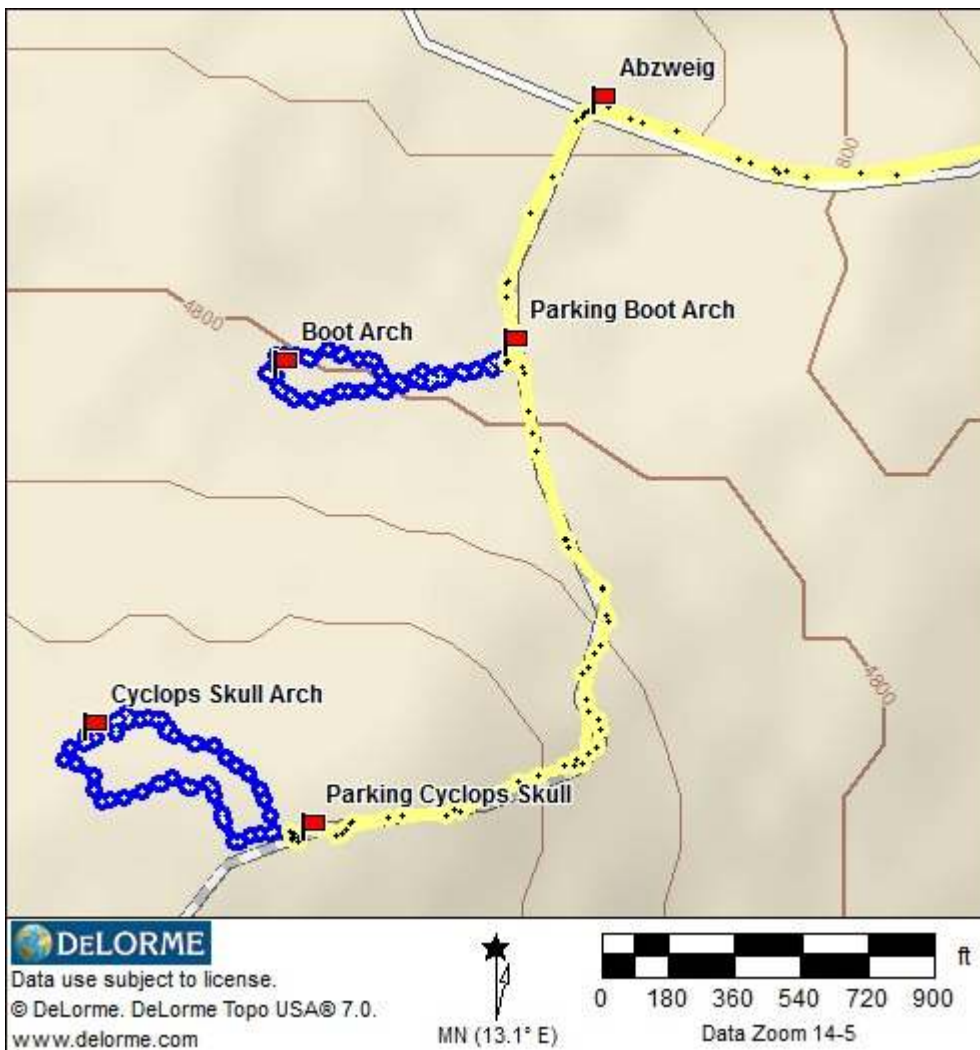 Abzweig
800
4800
Parking Boot Arch
Boot Arch
4800
Cyclops Skull Arch
Parking Cyclops Skull
DELORME
Data use subject to license.
© DeLorme. DeLorme Topo USA® 7.0.
www.delorme.com
MN (13.1° E)
ft
0 180 360 540 720 900
Data Zoom 14-5